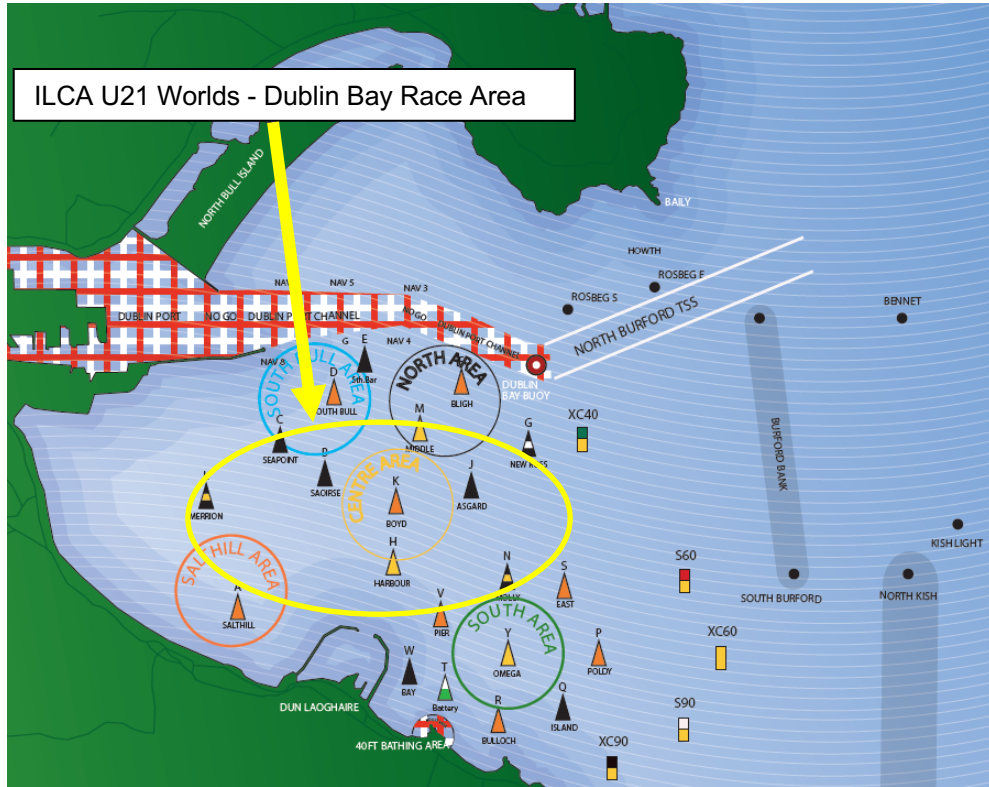 ILCA U21 Worlds - Dublin Bay Race Area
NORTH BULL ISLAND
BAILY
HOWTH
ROSBEG E
ROSBEG S
BENNET
NORTH BURFORD TSS
NAV 5
NAV 3
DUBLIN PORT
NO GO
DUBLIN PORT CHANNEL
NO GO
DUBLIN PORT CHANNEL
NAV 4
NAV 8
G
E
5th.Bar
DUBLIN
BAY BUOY
SOUTH BULL AREA
D
SOUTH BULL
NORTH AREA
BLIGH
M
MIDDLE
C
SEAPOINT
SAOIRSE
G
XC40
CENTRE AREA
K
BOYD
J
ASGARD
MERRION
BURFORD BANK
KISH LIGHT
H
HARBOUR
N
MOLLY
S
EAST
S60
SOUTH BURFORD
NORTH KISH
SALTHILL AREA
A
SALTHILL
V
PIER
SOUTH AREA
Y
OMEGA
P
POLDY
XC60
W
BAY
T
Battery
Q
ISLAND
R
BULLOCH
S90
DUN LAOGHAIRE
40FT BATHING AREA
XC90